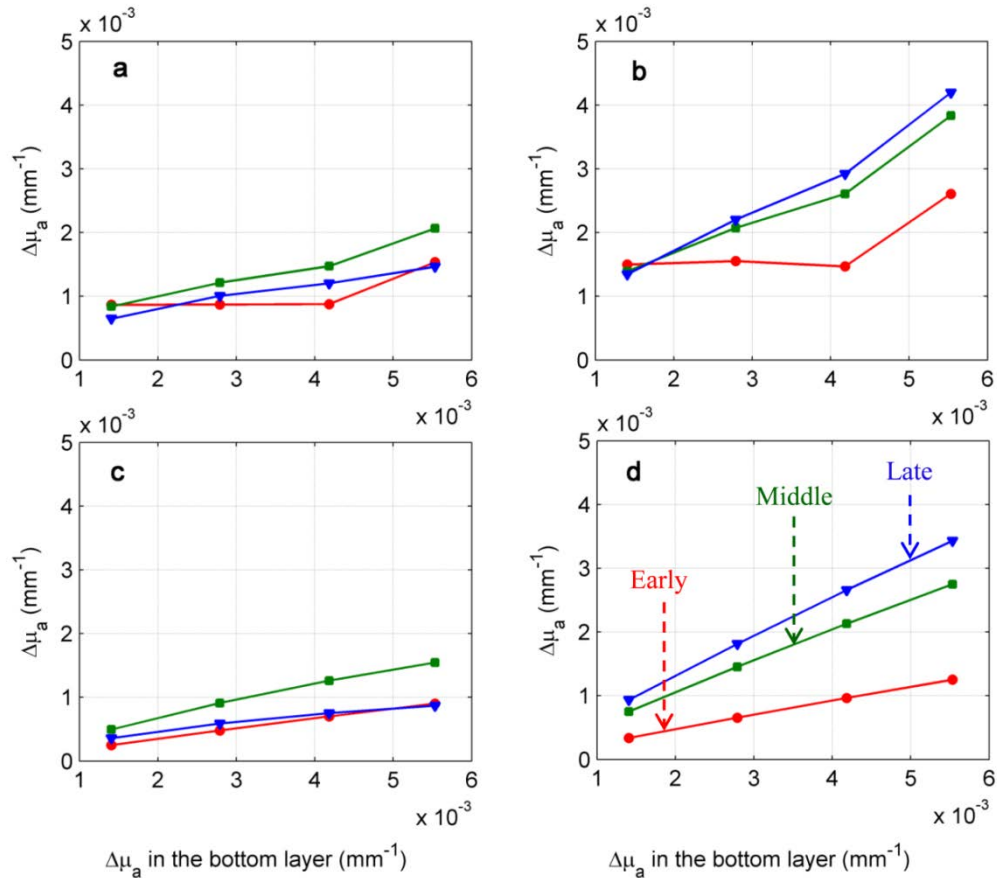 x 10⁻³
x 10⁻³
a
b
5
4
3
2
1
0
Δμₐ (mm⁻¹)
5
4
3
2
1
0
Δμₐ (mm⁻¹)
1 2 3 4 5 6
1 2 3 4 5 6
x 10⁻³
x 10⁻³
x 10⁻³
x 10⁻³
c
d
5
4
3
2
1
0
Δμₐ (mm⁻¹)
5
4
3
2
1
0
Δμₐ (mm⁻¹)
Late
Middle
Early
1 2 3 4 5 6
1 2 3 4 5 6
x 10⁻³
x 10⁻³
Δμₐ in the bottom layer (mm⁻¹)
Δμₐ in the bottom layer (mm⁻¹)